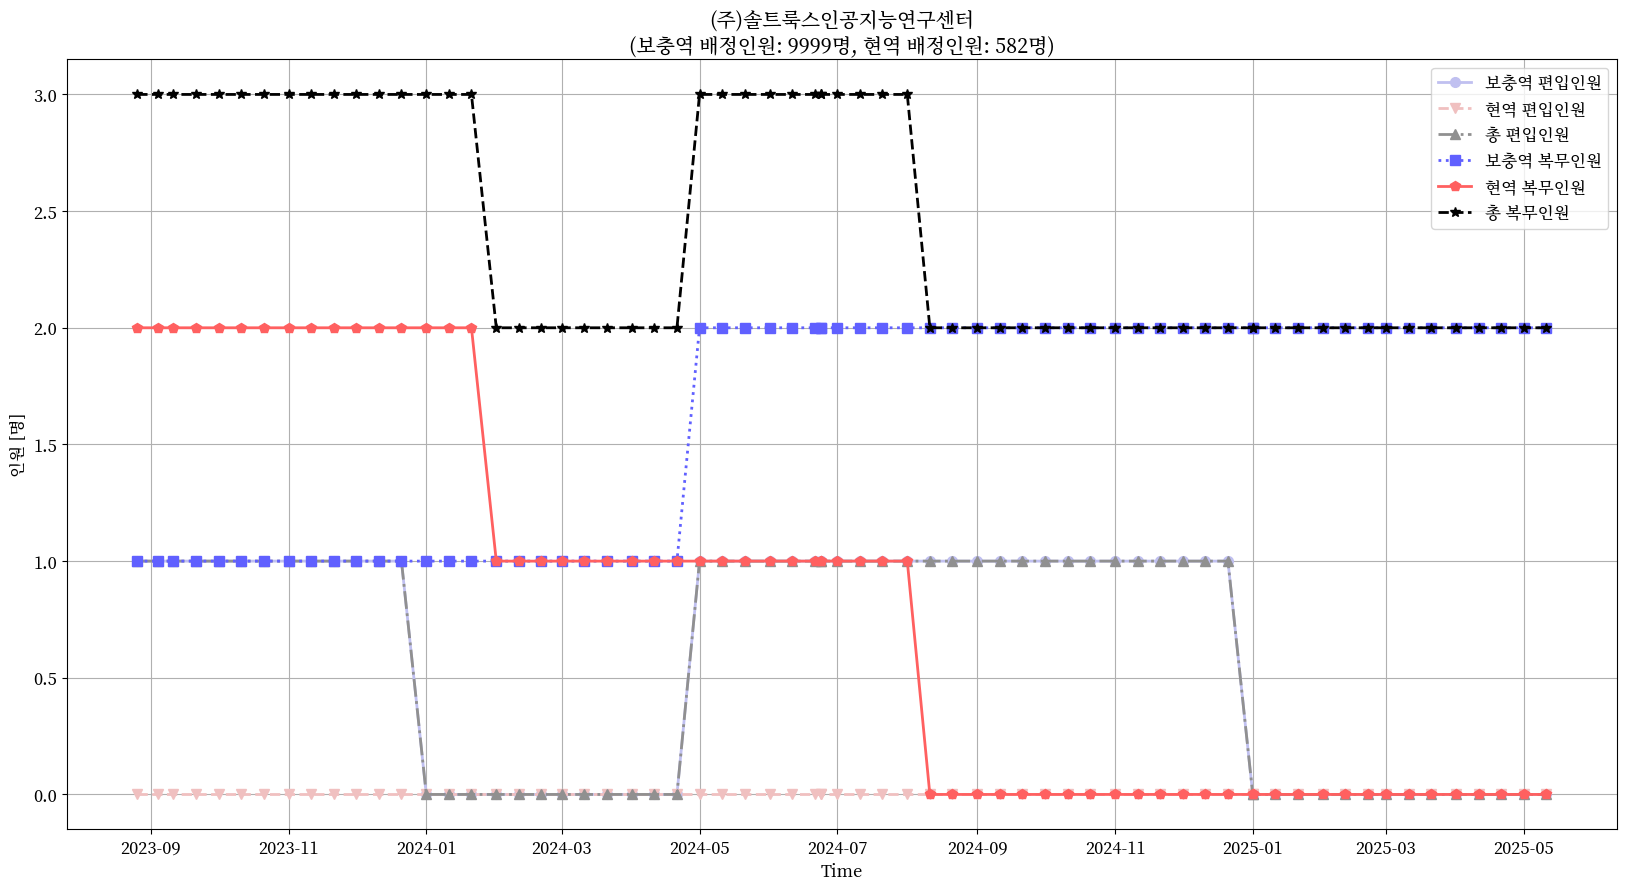 (주)솔트룩스인공지능연구센터
(보충역 배정인원: 9999명, 현역 배정인원: 582명)
보충역 편입인원
현역 편입인원
총 편입인원
보충역 복무인원
현역 복무인원
총 복무인원
인원 [명]
3.0
2.5
2.0
1.5
1.0
0.5
0.0
2023-09 2023-11 2024-01 2024-03 2024-05 2024-07 2024-09 2024-11 2025-01 2025-03 2025-05
Time